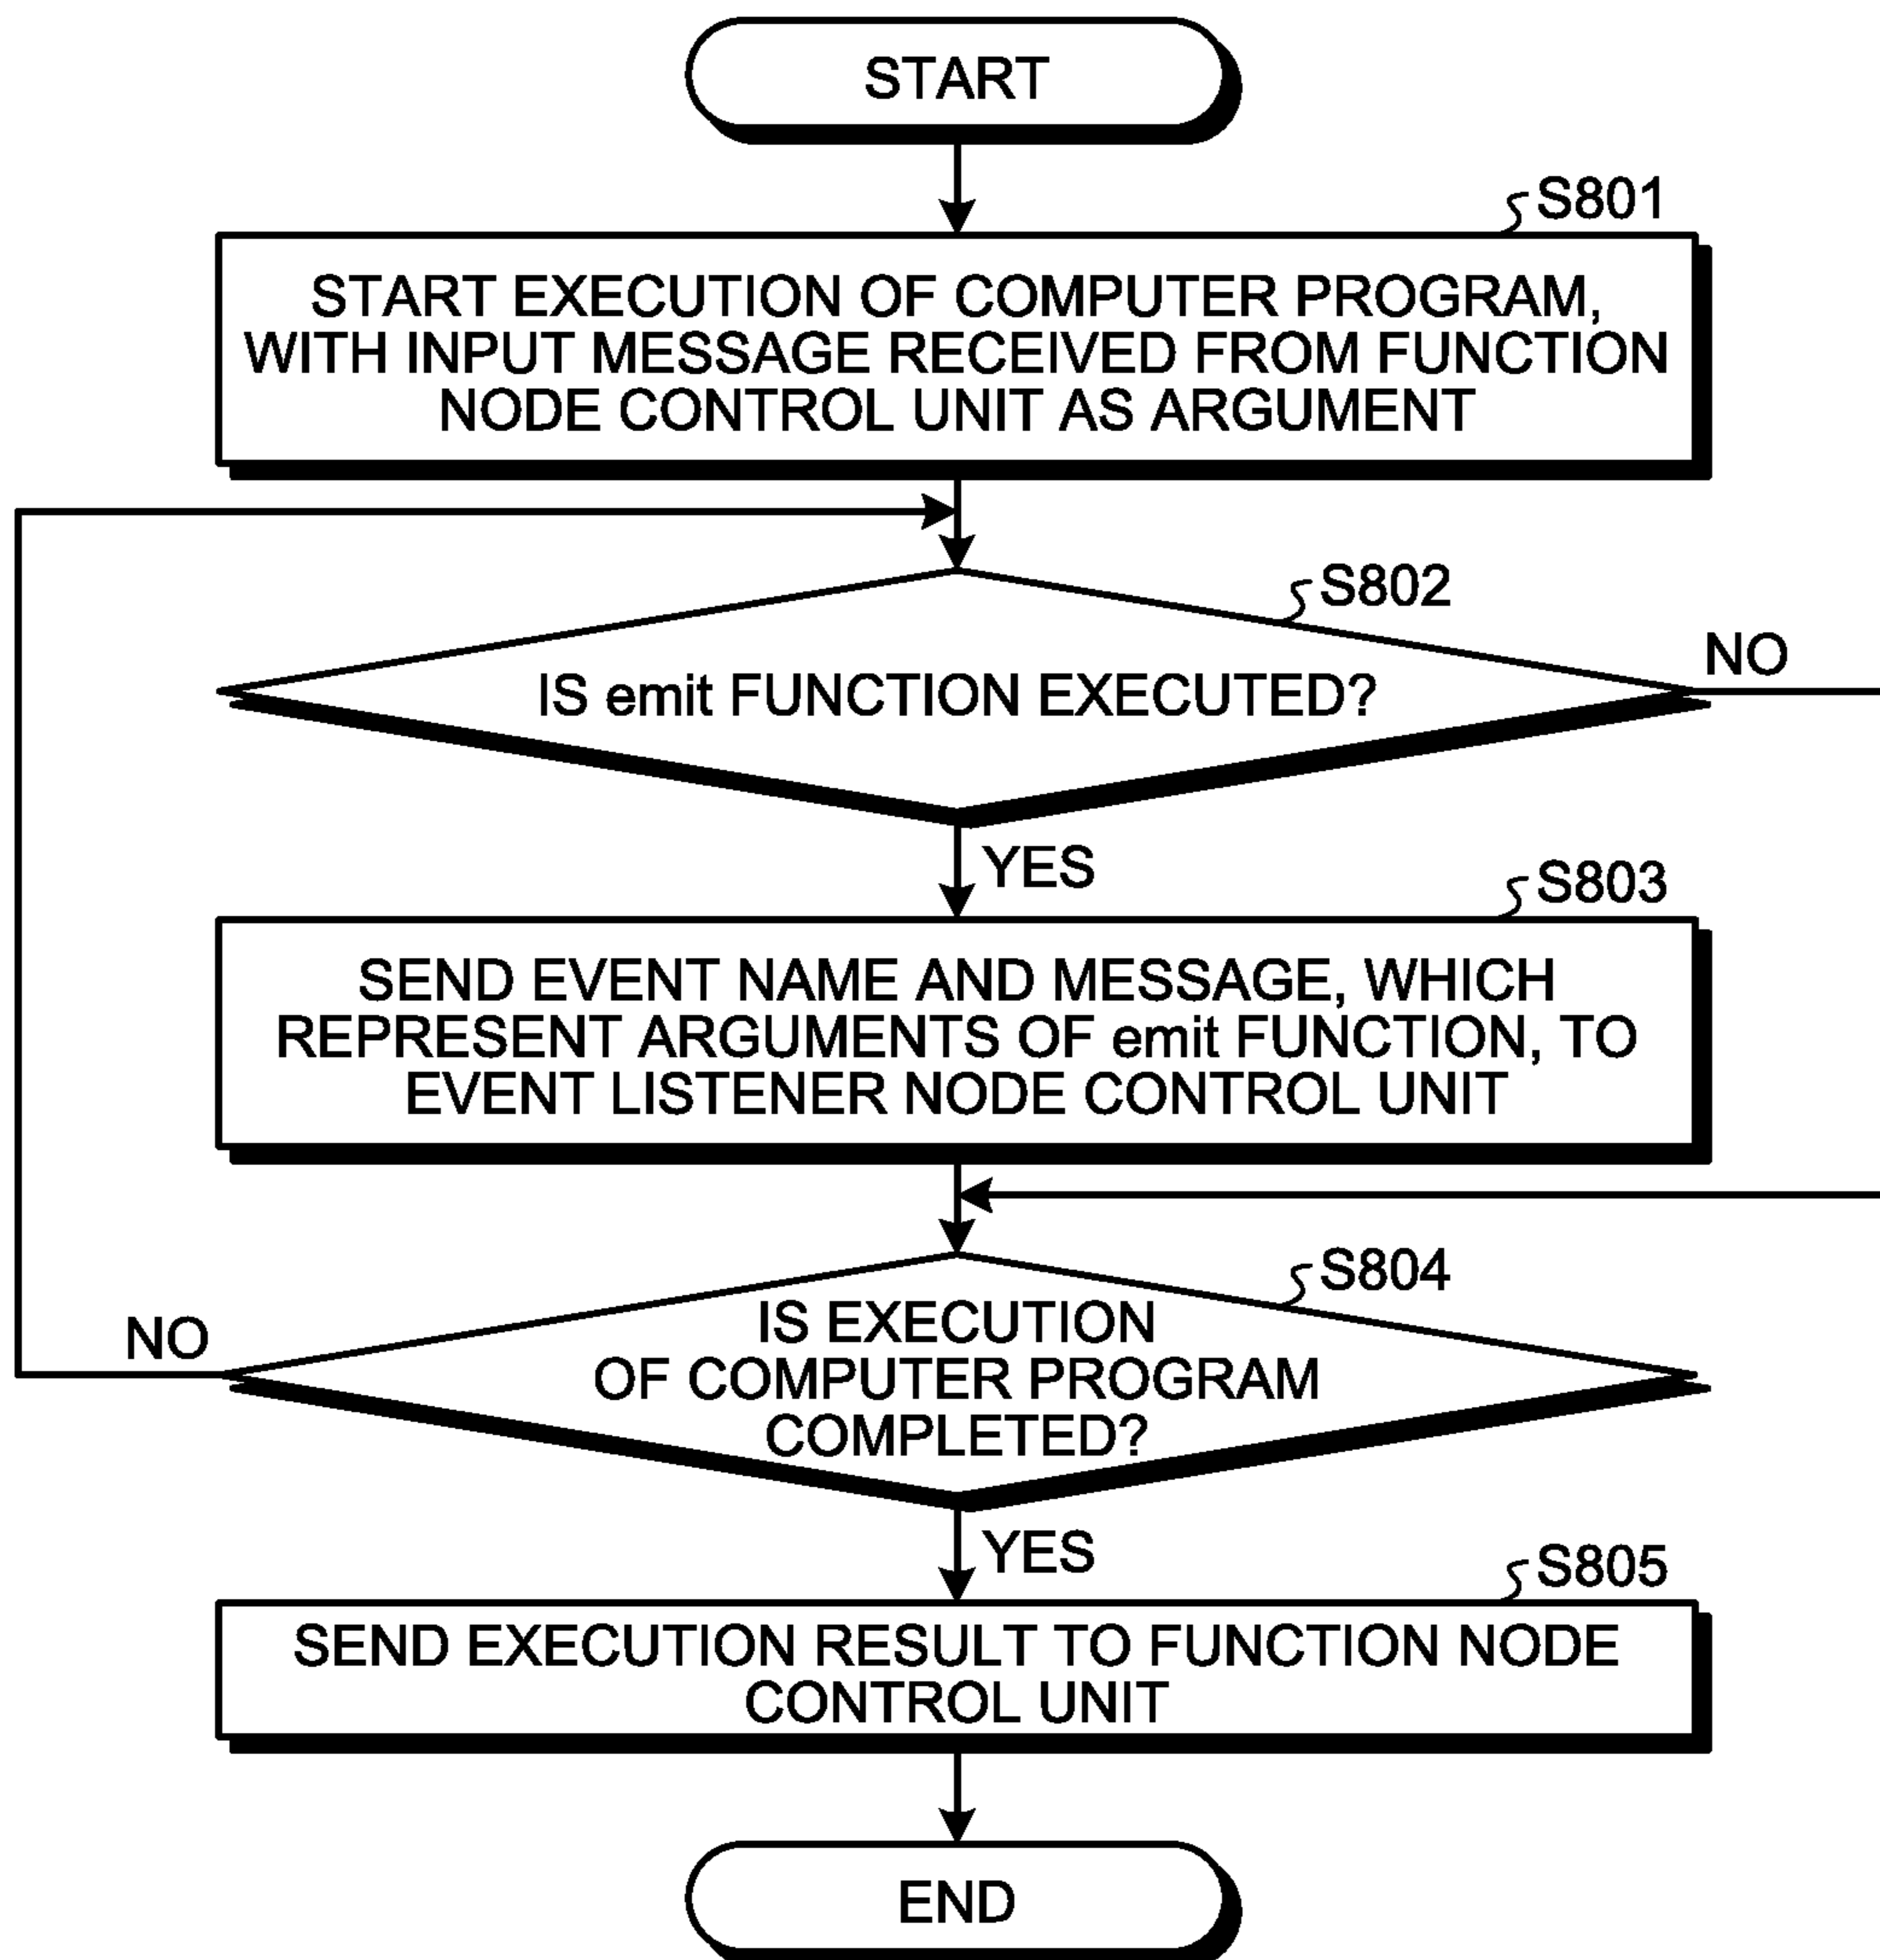 START
S801
START EXECUTION OF COMPUTER PROGRAM,
WITH INPUT MESSAGE RECEIVED FROM FUNCTION
NODE CONTROL UNIT AS ARGUMENT
S802
NO
IS emit FUNCTION EXECUTED?
YES
S803
SEND EVENT NAME AND MESSAGE, WHICH
REPRESENT ARGUMENTS OF emit FUNCTION, TO
EVENT LISTENER NODE CONTROL UNIT
S804
NO
IS EXECUTION
OF COMPUTER PROGRAM
COMPLETED?
YES
S805
SEND EXECUTION RESULT TO FUNCTION NODE
CONTROL UNIT
END